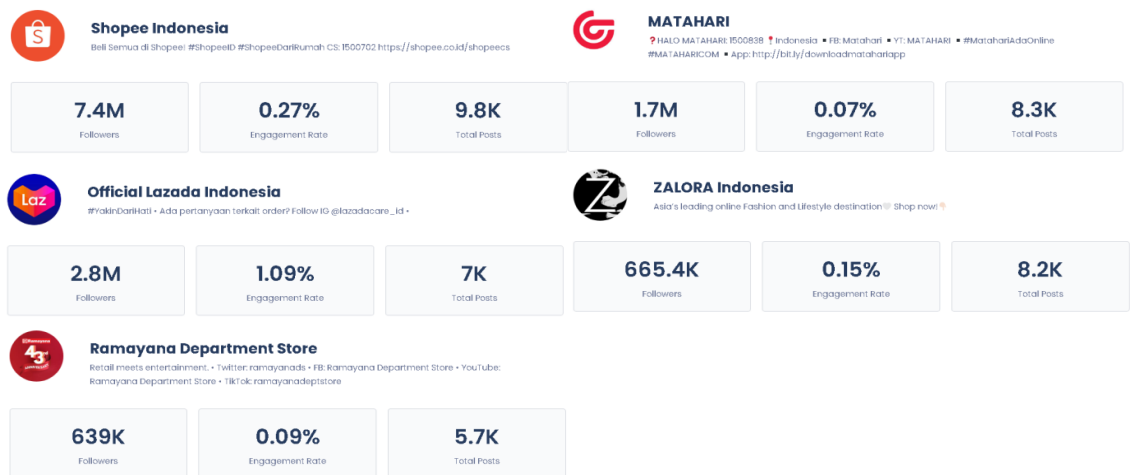 Shopee Indonesia
Beli Semua di Shopee! #ShopeeID #ShopeeDariRumah CS: 1500702 https://shopee.co.id/shopeecs
7.4M
Followers
0.27%
Engagement Rate
9.8K
Total Posts
MATAHARI
❓HALO MATAHARI: 1500838 📍Indonesia ▪️FB: Matahari ▪️YT: MATAHARI ▪️#MatahariAdaOnline
#MATAHARICOM ▪️App: http://bit.ly/downloadmatahariapp
1.7M
Followers
0.07%
Engagement Rate
8.3K
Total Posts
Laz
Official Lazada Indonesia
#YakinDariHati • Ada pertanyaan terkait order? Follow IG @lazadacare_id •
2.8M
Followers
1.09%
Engagement Rate
7K
Total Posts
ZALORA Indonesia
Asia's leading online Fashion and Lifestyle destination🤍 Shop now!👇🏻
665.4K
Followers
0.15%
Engagement Rate
8.2K
Total Posts
Ramayana
43
Ramayana Department Store
Retail meets entertainment. • Twitter: ramayanads • FB: Ramayana Department Store • YouTube:
Ramayana Department Store • TikTok: ramayanadeptstore
639K
Followers
0.09%
Engagement Rate
5.7K
Total Posts